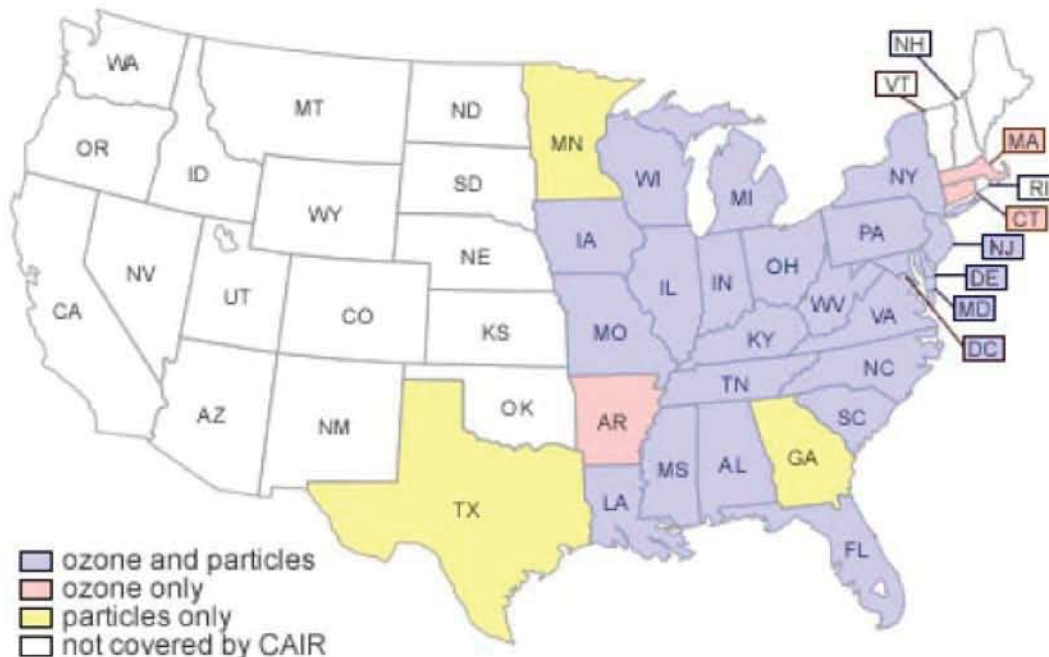 NH
WA
VT
MT
ND
MN
OR
MA
ID
WI
NY
SD
MI
RI
WY
CT
IA
PA
NE
NJ
NV
OH
IL
IN
DE
UT
CA
CO
WV
MD
MO
VA
KS
KY
DC
NC
TN
OK
AZ
AR
SC
NM
GA
MS
AL
LA
TX
FL
ozone and particles
ozone only
particles only
not covered by CAIR